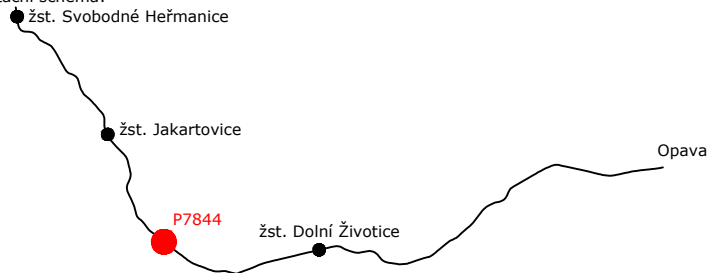 žst. Svobodné Heřmanice
žst. Jakartovice
Opava
P7844
žst. Dolní Životice